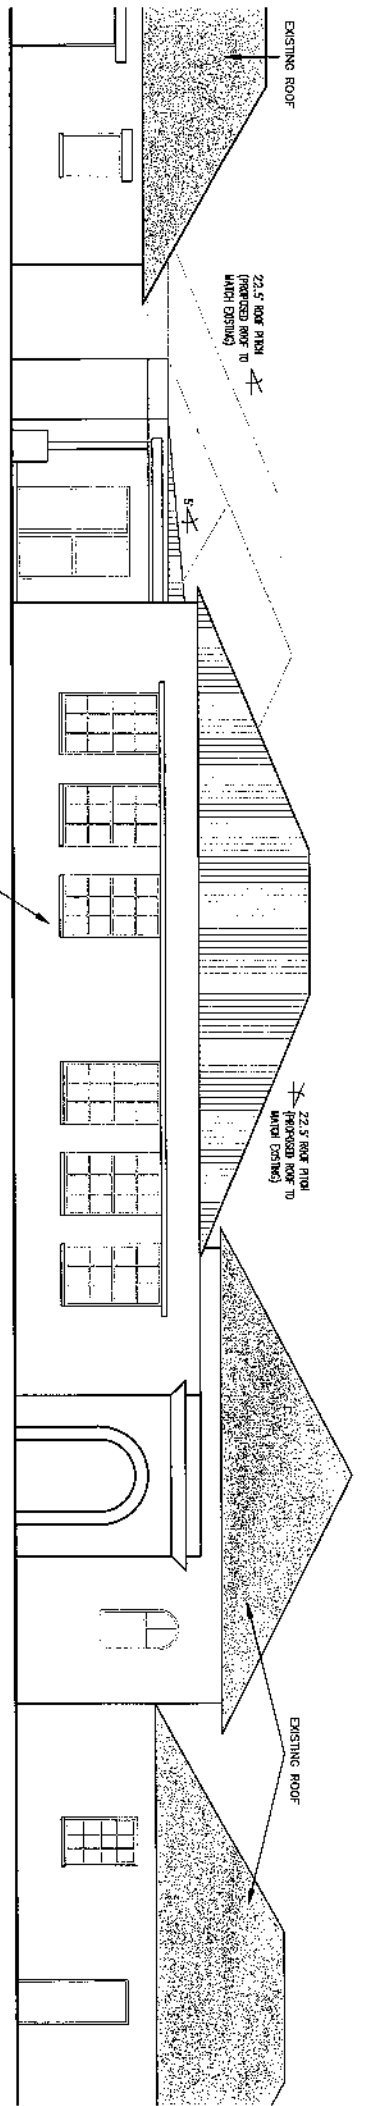 EXISTING ROOF
22.5° ROOF PITCH
(PROPOSED ROOF TO
MATCH EXISTING)
5°
22.5° ROOF PITCH
(PROPOSED ROOF TO
MATCH EXISTING)
EXISTING ROOF